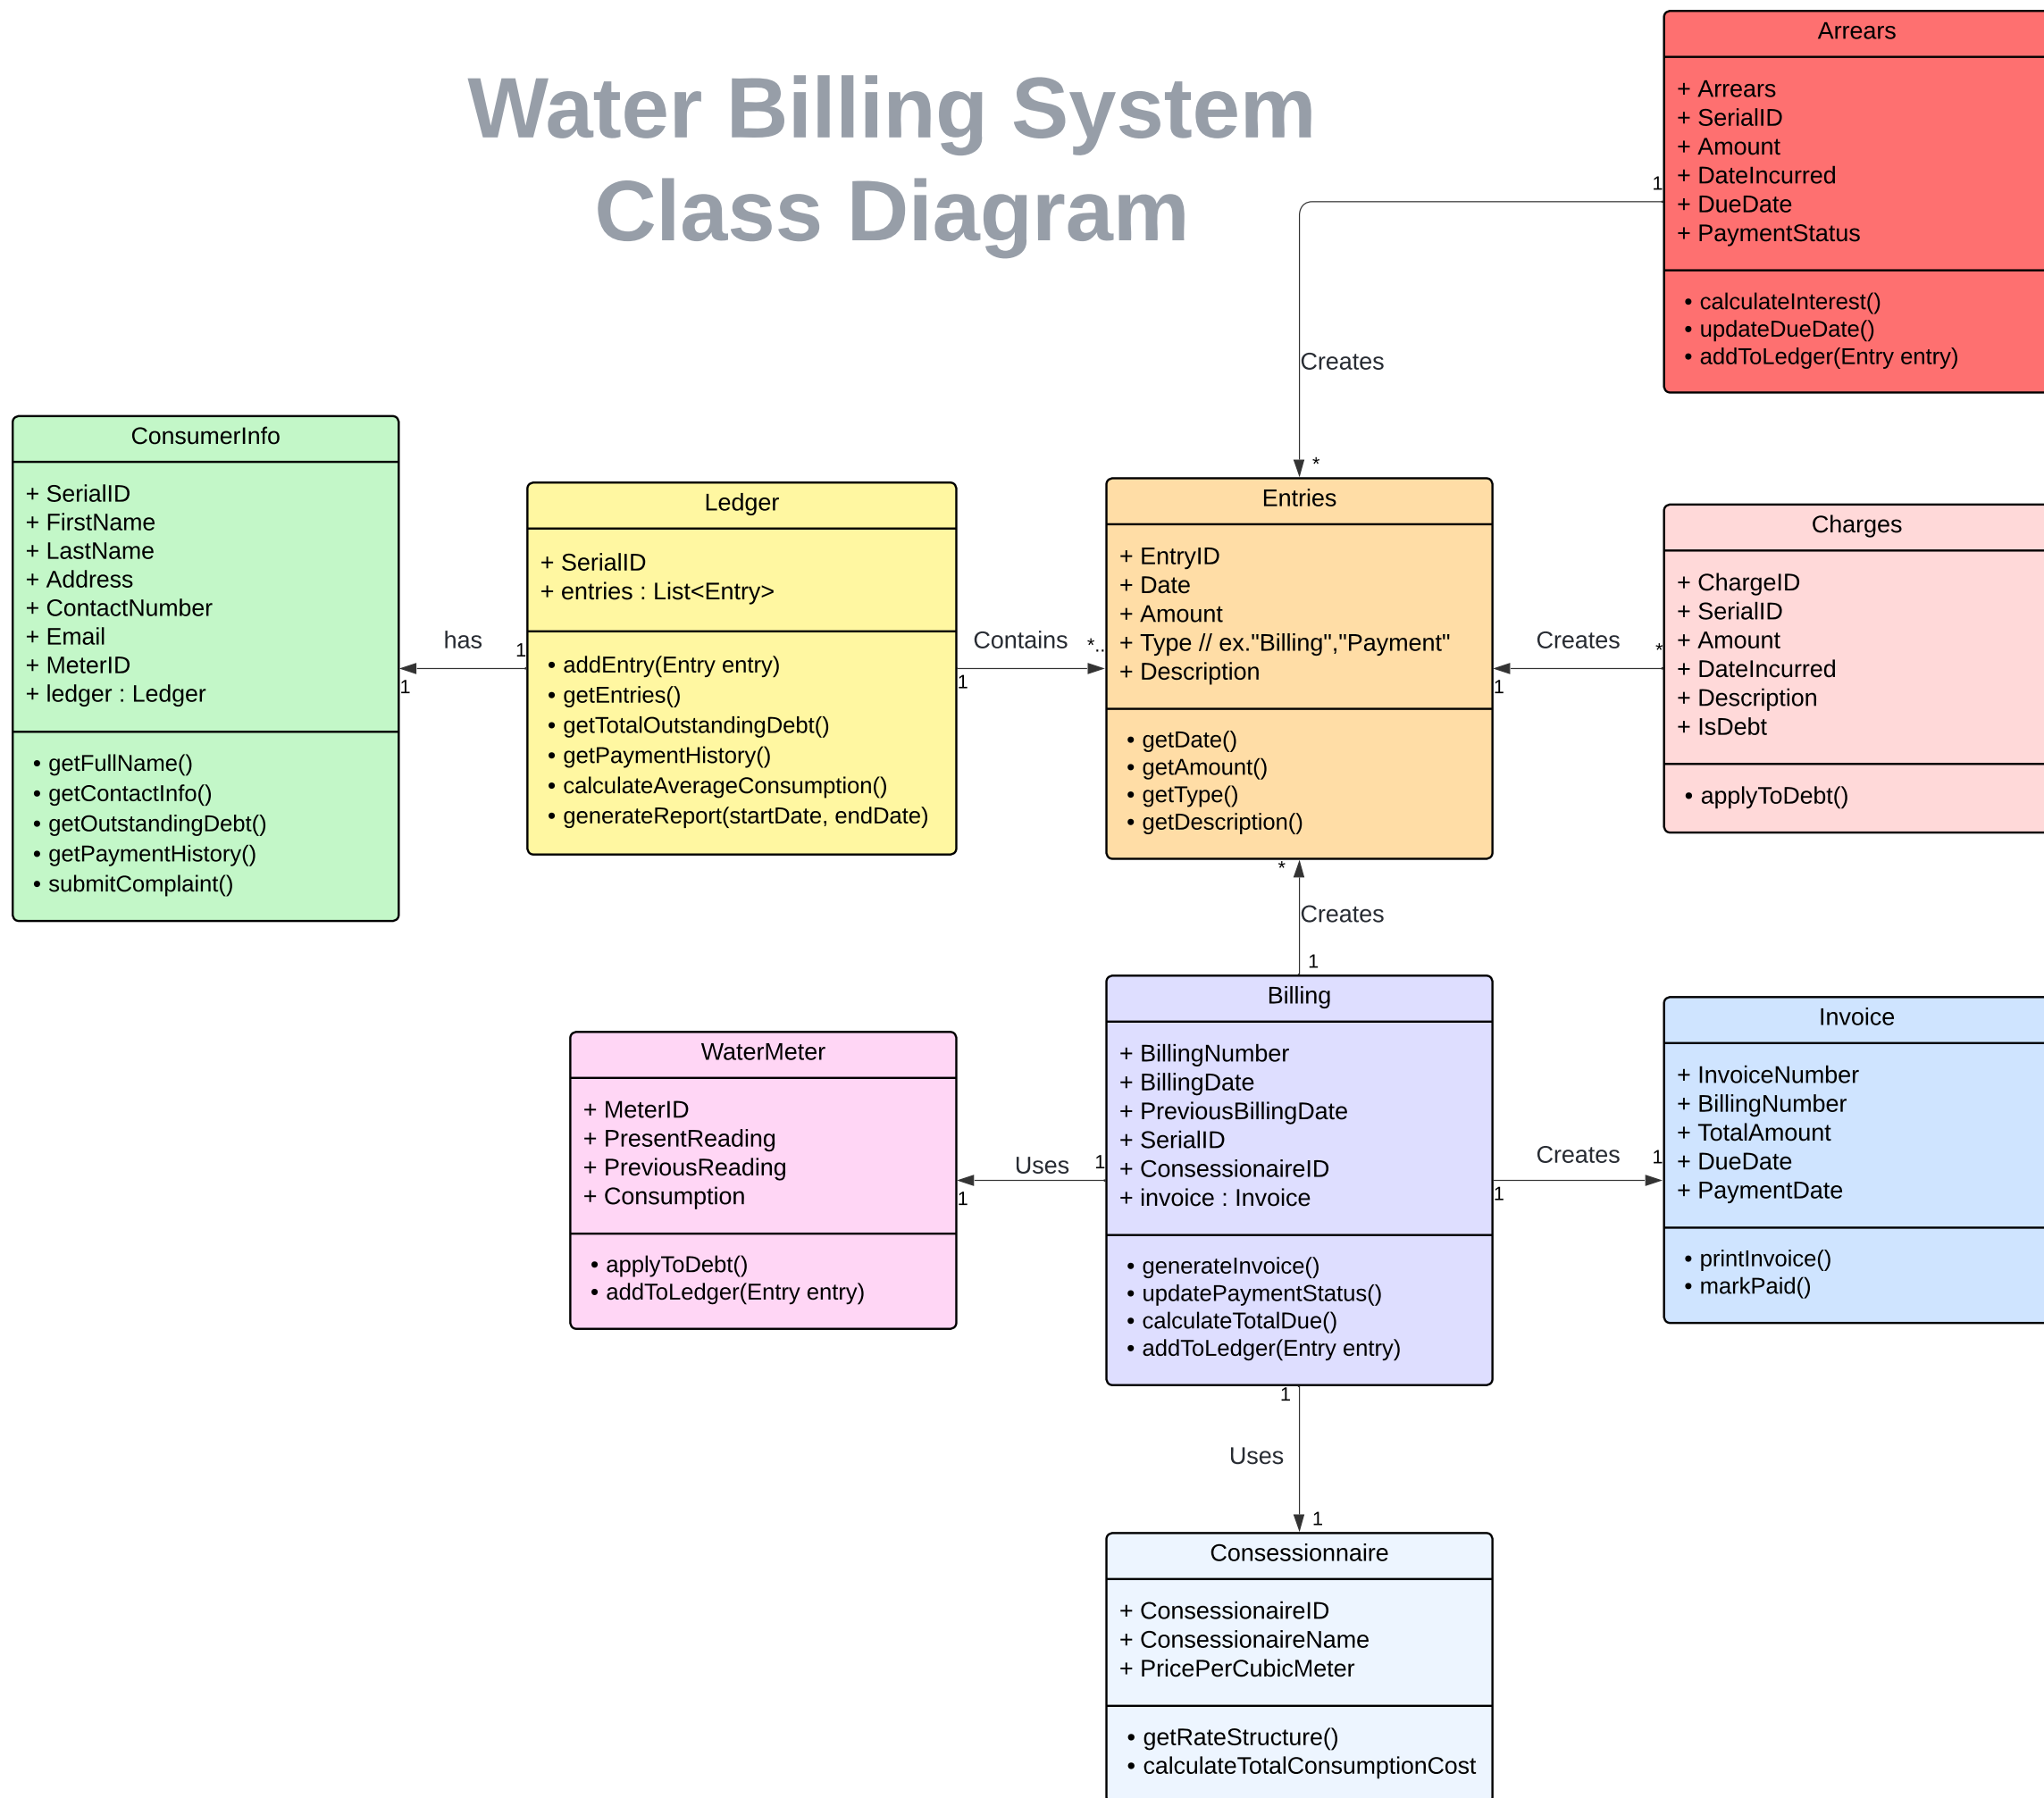 Water Billing System
Class Diagram
Arrears
+ Arrears
+ SerialID
+ Amount
+ DateIncurred
+ DueDate
+ PaymentStatus
• calculateInterest()
• updateDueDate()
• addToLedger(Entry entry)
1
Creates
*
ConsumerInfo
+ SerialID
+ FirstName
+ LastName
+ Address
+ ContactNumber
+ Email
+ MeterID
+ ledger : Ledger
• getFullName()
• getContactInfo()
• getOutstandingDebt()
• getPaymentHistory()
• submitComplaint()
has
1
1
Ledger
+ SerialID
+ entries : List<Entry>
• addEntry(Entry entry)
• getEntries()
• getTotalOutstandingDebt()
• getPaymentHistory()
• calculateAverageConsumption()
• generateReport(startDate, endDate)
Contains
*..
1
Entries
+ EntryID
+ Date
+ Amount
+ Type // ex."Billing","Payment"
+ Description
• getDate()
• getAmount()
• getType()
• getDescription()
Creates
*
1
Charges
+ ChargeID
+ SerialID
+ Amount
+ DateIncurred
+ Description
+ IsDebt
• applyToDebt()
*
Creates
1
WaterMeter
+ MeterID
+ PresentReading
+ PreviousReading
+ Consumption
• applyToDebt()
• addToLedger(Entry entry)
Uses
1
1
Billing
+ BillingNumber
+ BillingDate
+ PreviousBillingDate
+ SerialID
+ ConsessionaireID
+ invoice : Invoice
• generateInvoice()
• updatePaymentStatus()
• calculateTotalDue()
• addToLedger(Entry entry)
Creates
1
1
Invoice
+ InvoiceNumber
+ BillingNumber
+ TotalAmount
+ DueDate
+ PaymentDate
• printInvoice()
• markPaid()
1
Uses
1
Consessionnaire
+ ConsessionaireID
+ ConsessionaireName
+ PricePerCubicMeter
• getRateStructure()
• calculateTotalConsumptionCost